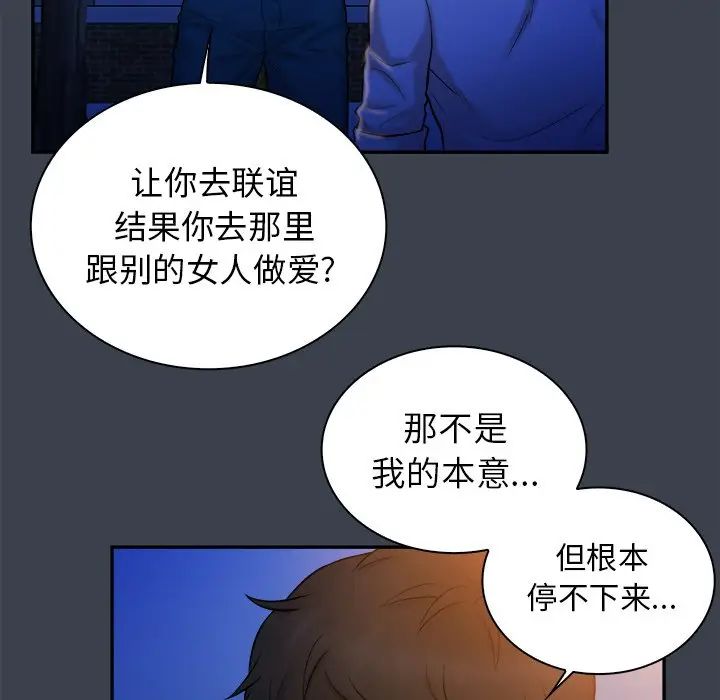 让你去联谊
结果你去那里
跟别的女人做爱?
那不是
我的本意…
但根本
停不下来…